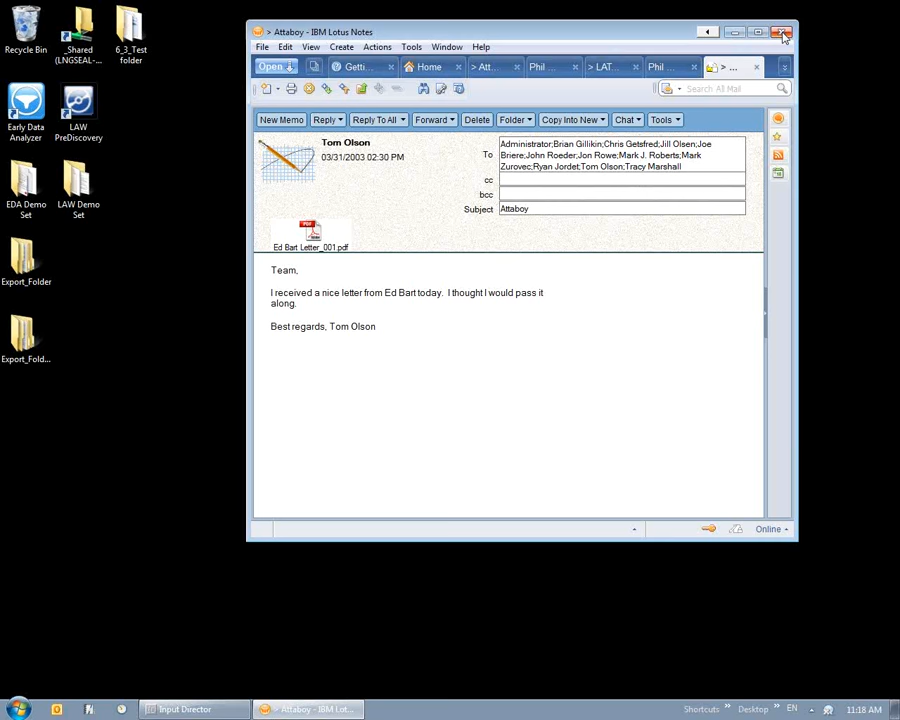 Recycle Bin
_Shared
(LNGSEAL-...
6_3_Test
folder
Early Data
Analyzer
LAW
PreDiscovery
EDA Demo
Set
LAW Demo
Set
Export_Folder
Export_Fold...
> Attaboy - IBM Lotus Notes
File Edit View Create Actions Tools Window Help
Open Getti... Home > Att... Phil ... > LAT... Phil ... > ...
Search All Mail
New Memo Reply Reply To All Forward Delete Folder Copy Into New Chat Tools
Tom Olson
03/31/2003 02:30 PM
To
Administrator;Brian Gillikin;Chris Getsfred;Jill Olsen;Joe
Briere;John Roeder;Jon Rowe;Mark J. Roberts;Mark
Zurovec;Ryan Jordet;Tom Olson;Tracy Marshall
cc
bcc
Subject Attaboy
PDF
Ed Bart Letter_001.pdf
Team,
I received a nice letter from Ed Bart today. I thought I would pass it
along.
Best regards, Tom Olson
Online
Input Director
> Attaboy - IBM Lot...
Shortcuts » Desktop » EN 11:18 AM